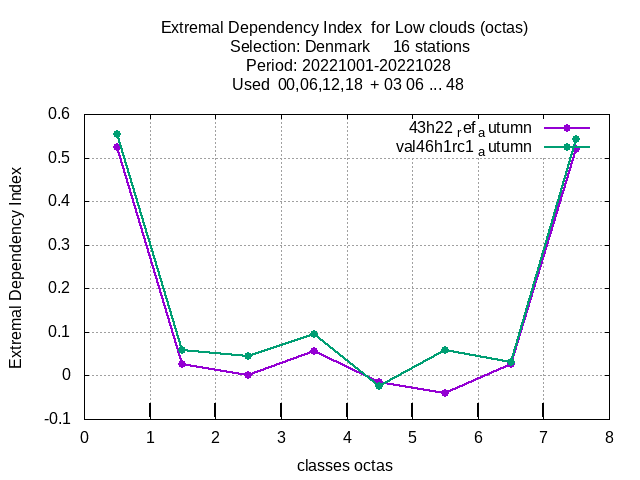 Extremal Dependency Index  for Low clouds (octas)
Selection: Denmark     16 stations
Period: 20221001-20221028
Used  00,06,12,18  + 03 06 ... 48
43h22 refautumn
val46h1rc1 autumn
Extremal Dependency Index
0.6
0.5
0.4
0.3
0.2
0.1
0
-0.1
0 1 2 3 4 5 6 7 8
classes octas